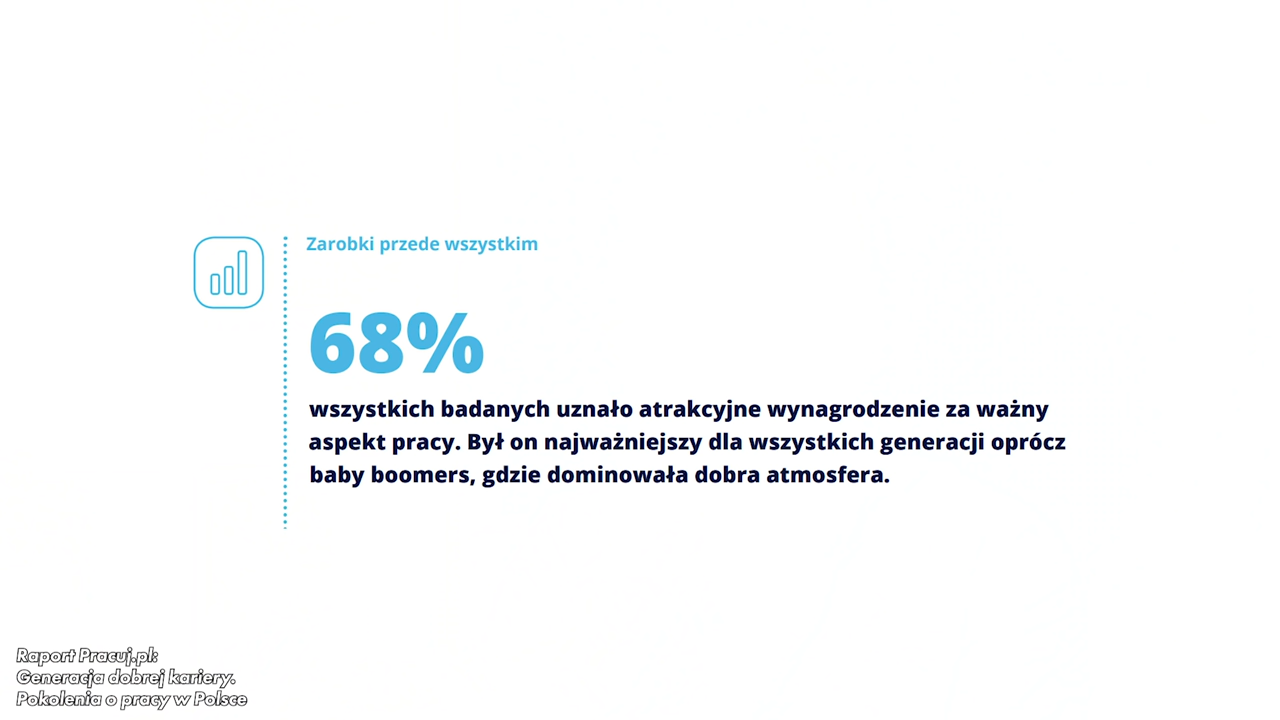 Zarobki przede wszystkim
68%
wszystkich badanych uznało atrakcyjne wynagrodzenie za ważny
aspekt pracy. Był on najważniejszy dla wszystkich generacji oprócz
baby boomers, gdzie dominowała dobra atmosfera.
Raport Pracuj.pk
Generacja dobrej kariery.
Pokolenia o pracy w Polsce